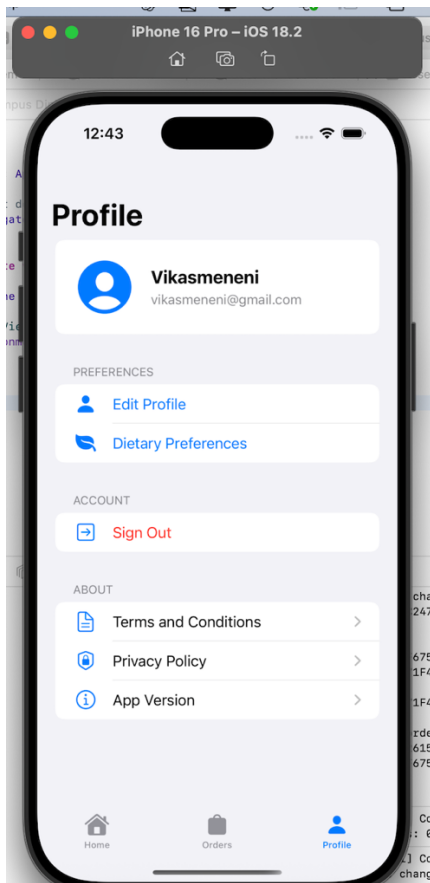 iPhone 16 Pro – iOS 18.2
12:43
Profile
Vikasmeneni
vikasmeneni@gmail.com
PREFERENCES
Edit Profile
Dietary Preferences
ACCOUNT
Sign Out
ABOUT
Terms and Conditions
Privacy Policy
App Version
Home
Orders
Profile